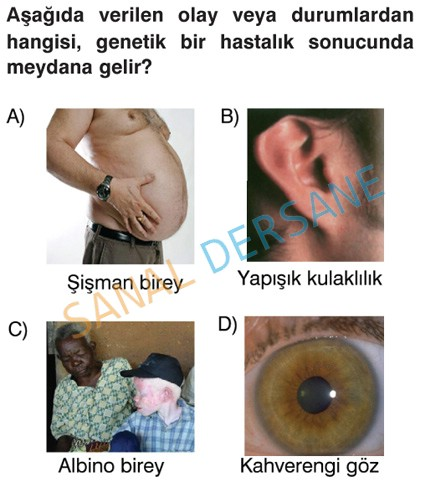 Aşağıda verilen olay veya durumlardan
hangisi, genetik bir hastalık sonucunda
meydana gelir?
A)
B)
Şişman birey
Yapışık kulaklılık
SANAL DERSANE
C)
D)
Albino birey
Kahverengi göz